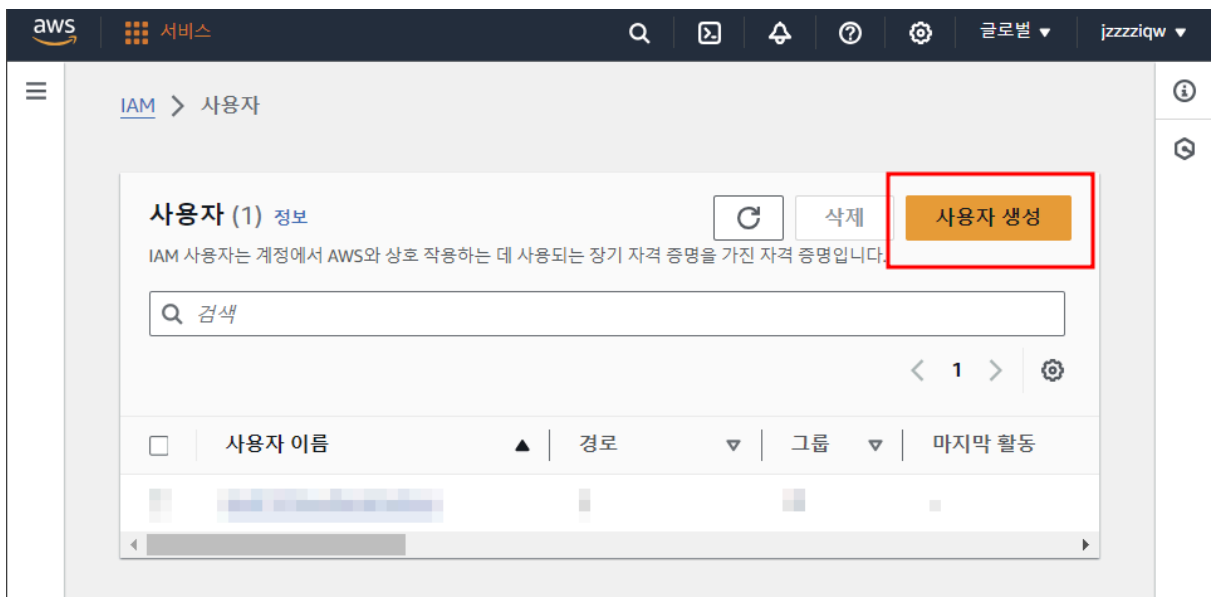 aws 서비스 글로벌 ▼ jzzzziqw ▼
IAM > 사용자
사용자 (1) 정보 삭제 사용자 생성
IAM 사용자는 계정에서 AWS와 상호 작용하는 데 사용되는 장기 자격 증명을 가진 자격 증명입니다.
검색
< 1 >
사용자 이름 ▲ 경로 ▽ 그룹 ▽ 마지막 활동